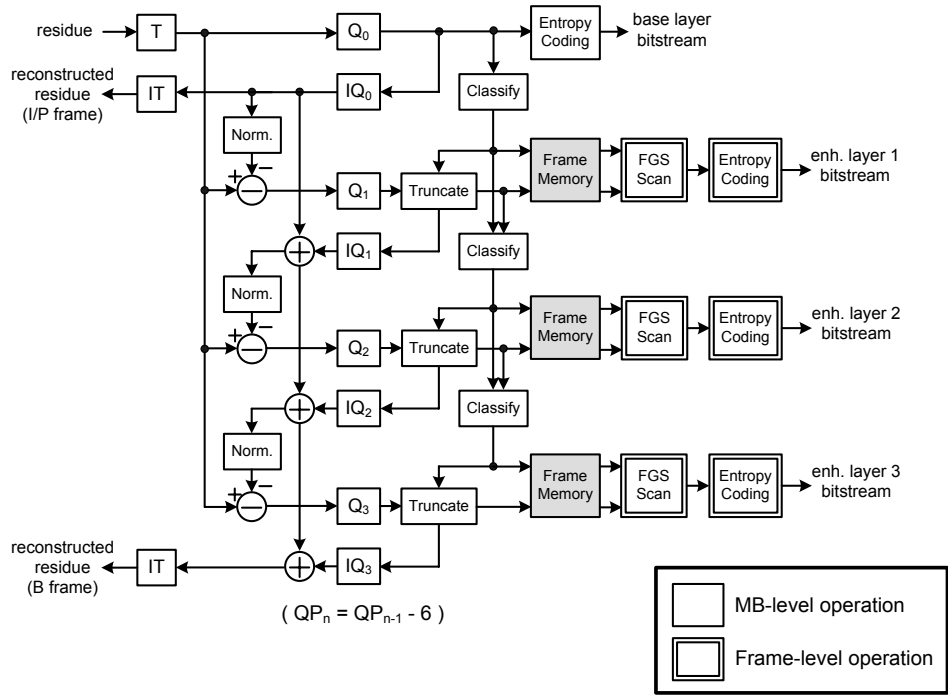 residue
T
Q0
Entropy
Coding
base layer
bitstream
reconstructed
residue
(I/P frame)
IT
IQ0
Classify
Norm.
+
−
−
Q1
Truncate
Frame
Memory
FGS
Scan
Entropy
Coding
enh. layer 1
bitstream
+
IQ1
Classify
Norm.
+
−
−
Q2
Truncate
Frame
Memory
FGS
Scan
Entropy
Coding
enh. layer 2
bitstream
+
IQ2
Classify
Norm.
+
−
−
Q3
Truncate
Frame
Memory
FGS
Scan
Entropy
Coding
enh. layer 3
bitstream
reconstructed
residue
(B frame)
IT
+
IQ3
( QPn = QPn-1 - 6 )
MB-level operation
Frame-level operation